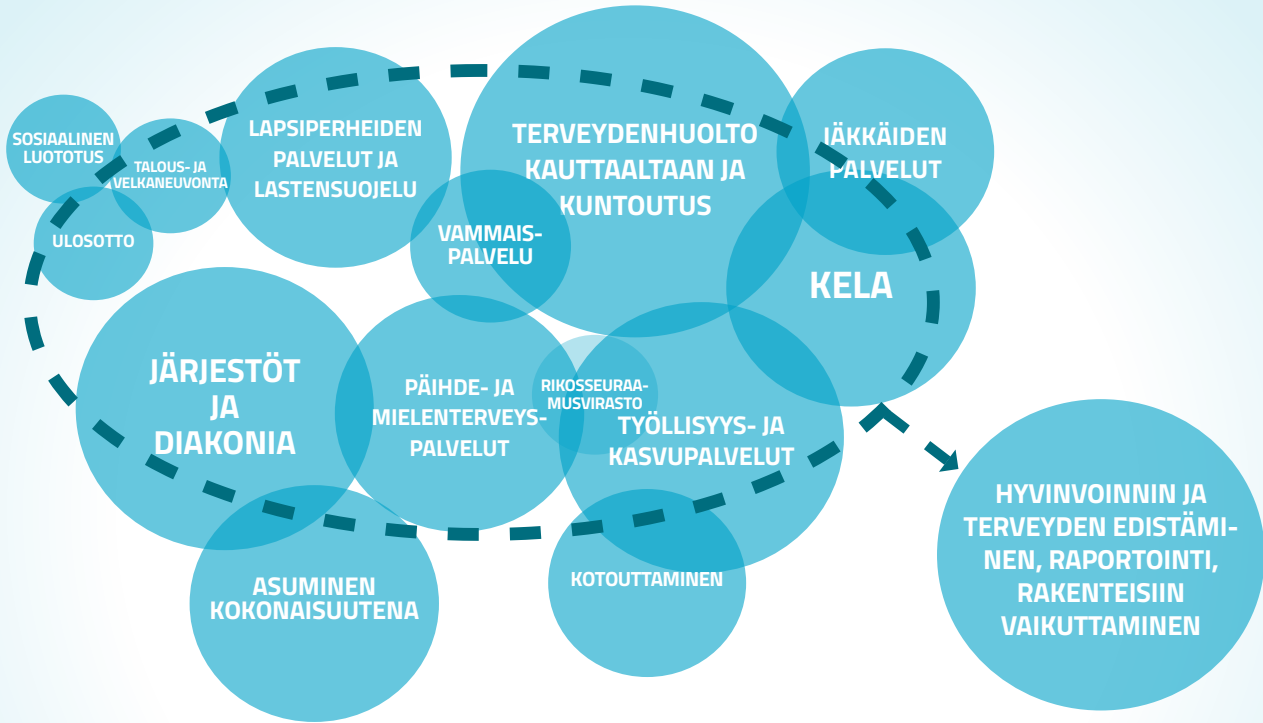 SOSIAALINEN
LUOTOTUS
TALOUS- JA
VELKANEUVONTA
ULOSOTTO
LAPSIPERHEIDEN
PALVELUT JA
LASTENSUOJELU
TERVEYDENHUOLTO
KAUTTAALTAAN JA
KUNTOUTUS
IÄKKÄIDEN
PALVELUT
VAMMAIS-
PALVELU
KELA
JÄRJESTÖT
JA
DIAKONIA
PÄIHDE- JA
MIELENTERVEYS-
PALVELUT
RIKOSSEURAA-
MUSVIRASTO
TYÖLLISYYS- JA
KASVUPALVELUT
ASUMINEN
KOKONAISUUTENA
KOTOUTTAMINEN
HYVINVOINNIN JA
TERVEYDEN EDISTÄMI-
NEN, RAPORTOINTI,
RAKENTEISIIN
VAIKUTTAMINEN